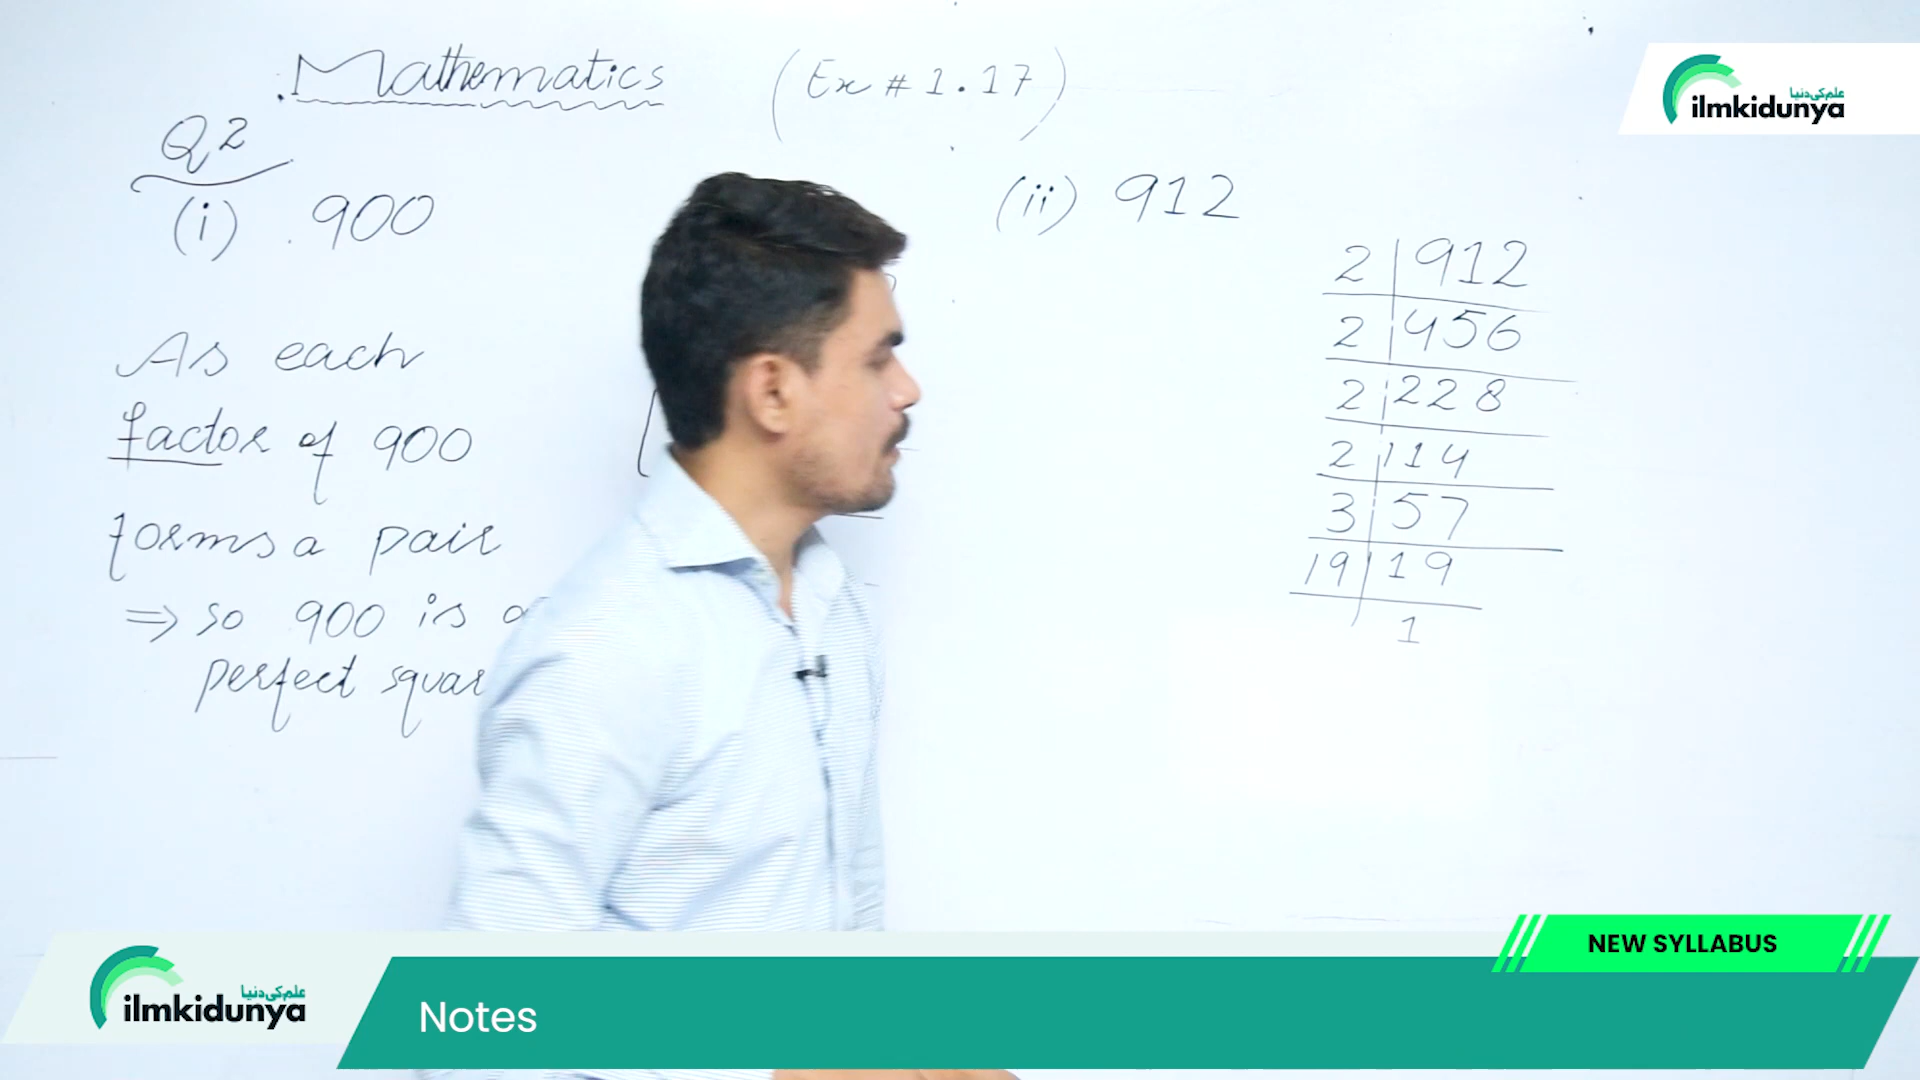 Mathematics (Ex # 1.17)
Q2
(i) 900
As each
factor of 900
forms a pair
⇒ so 900 is a
perfect squar
(ii) 912
2 | 912
2 | 456
2 | 228
2 | 114
3 | 57
19 | 19
1
علم کی دنیا
ilmkidunya
NEW SYLLABUS
علم کی دنیا
ilmkidunya
Notes